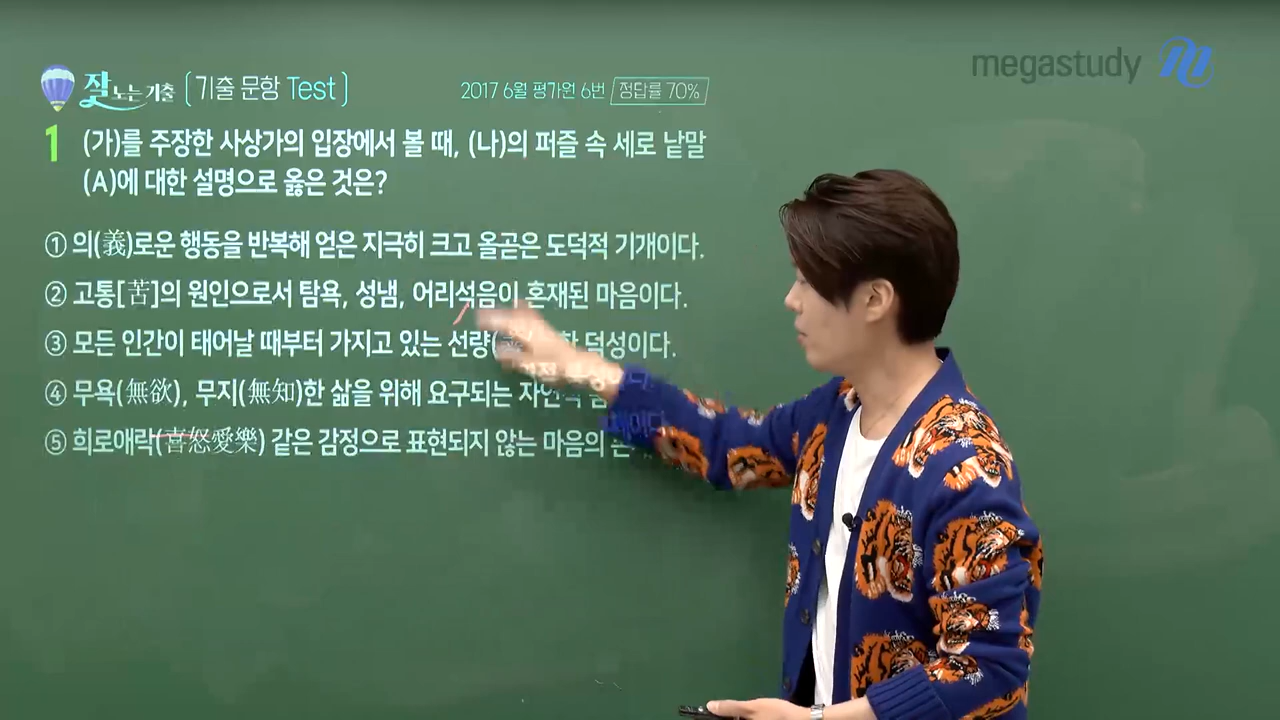 megastudy
잘 노는 기출 [기출 문항 Test] 2017 6월 평가원 6번 정답률 70%
1 (가)를 주장한 사상가의 입장에서 볼 때, (나)의 퍼즐 속 세로 낱말
(A)에 대한 설명으로 옳은 것은?
① 의(義)로운 행동을 반복해 얻은 지극히 크고 올곧은 도덕적 기개이다.
② 고통[苦]의 원인으로서 탐욕, 성냄, 어리석음이 혼재된 마음이다.
③ 모든 인간이 태어날 때부터 가지고 있는 선량 덕성이다.
④ 무욕(無欲), 무지(無知)한 삶을 위해 요구되는
⑤ 희로애락(喜怒愛樂) 같은 감정으로 표현되지 않는 마음의